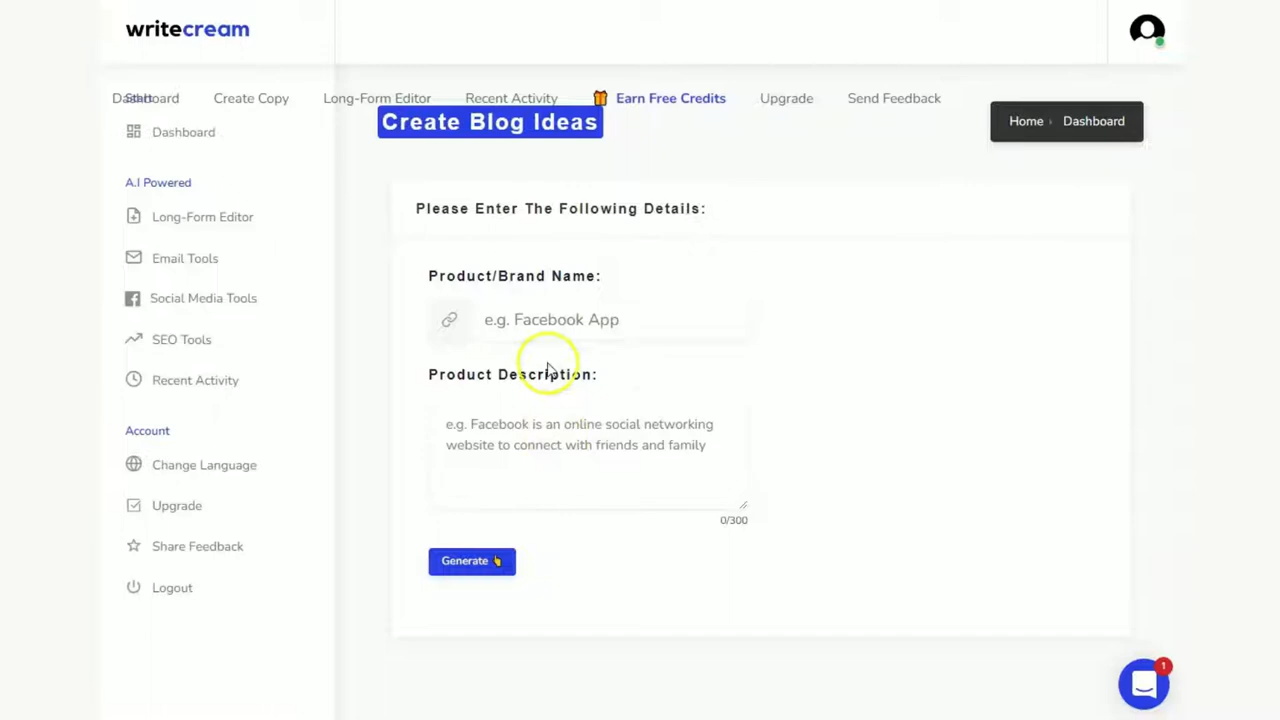 writecream
Dashboard Create Copy Long-Form Editor Recent Activity Earn Free Credits Upgrade Send Feedback
Start
Create Blog Ideas
Home › Dashboard
Dashboard
A.I Powered
Long-Form Editor
Email Tools
Social Media Tools
SEO Tools
Recent Activity
Account
Change Language
Upgrade
Share Feedback
Logout
Please Enter The Following Details:
Product/Brand Name:
e.g. Facebook App
Product Description:
e.g. Facebook is an online social networking
website to connect with friends and family
0/300
Generate
1